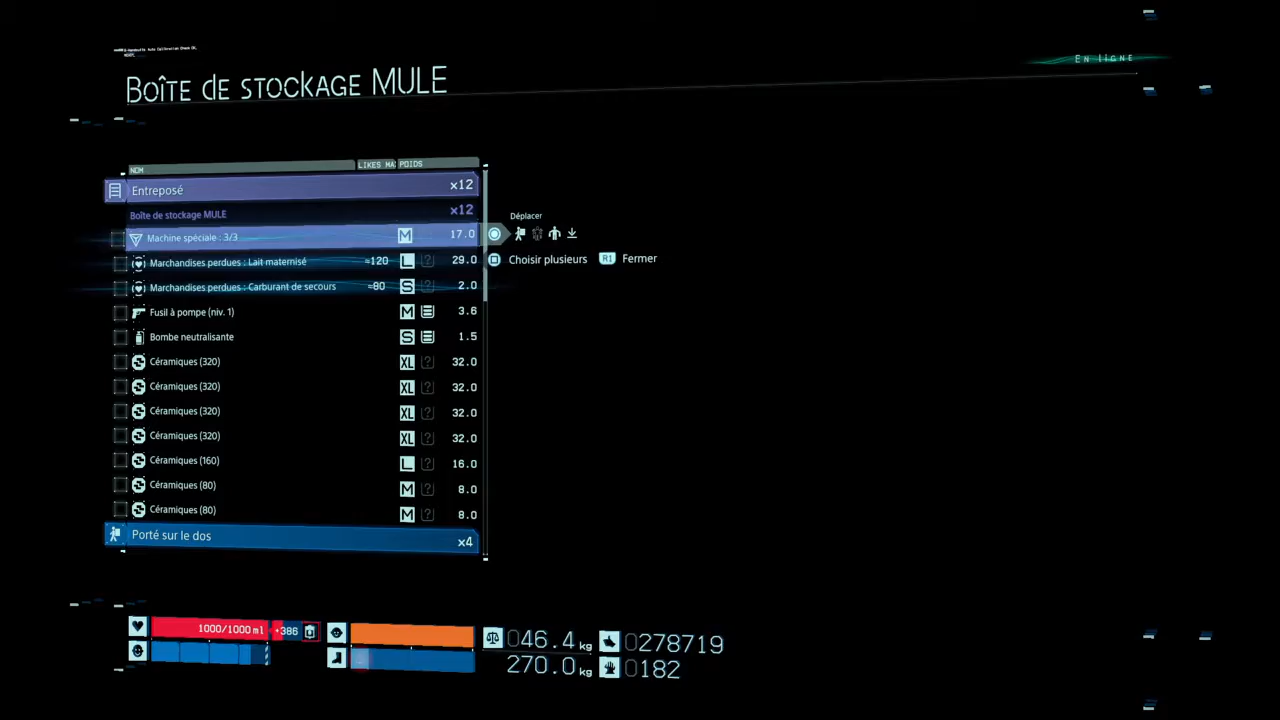 Boîte de stockage MULE
En ligne
NOM LIKES MA POIDS
Entreposé x12
Boîte de stockage MULE x12
Machine spéciale : 3/3 M 17.0
Déplacer
Marchandises perdues : Lait maternisé ≈120 L ? 29.0
Choisir plusieurs R1 Fermer
Marchandises perdues : Carburant de secours ≈80 S ? 2.0
Fusil à pompe (niv. 1) M 3.6
Bombe neutralisante S 1.5
Céramiques (320) XL ? 32.0
Céramiques (320) XL ? 32.0
Céramiques (320) XL ? 32.0
Céramiques (320) XL ? 32.0
Céramiques (160) L ? 16.0
Céramiques (80) M ? 8.0
Céramiques (80) M ? 8.0
Porté sur le dos x4
1000/1000 ml +386
046.4 kg 0278719
270.0 kg 0182